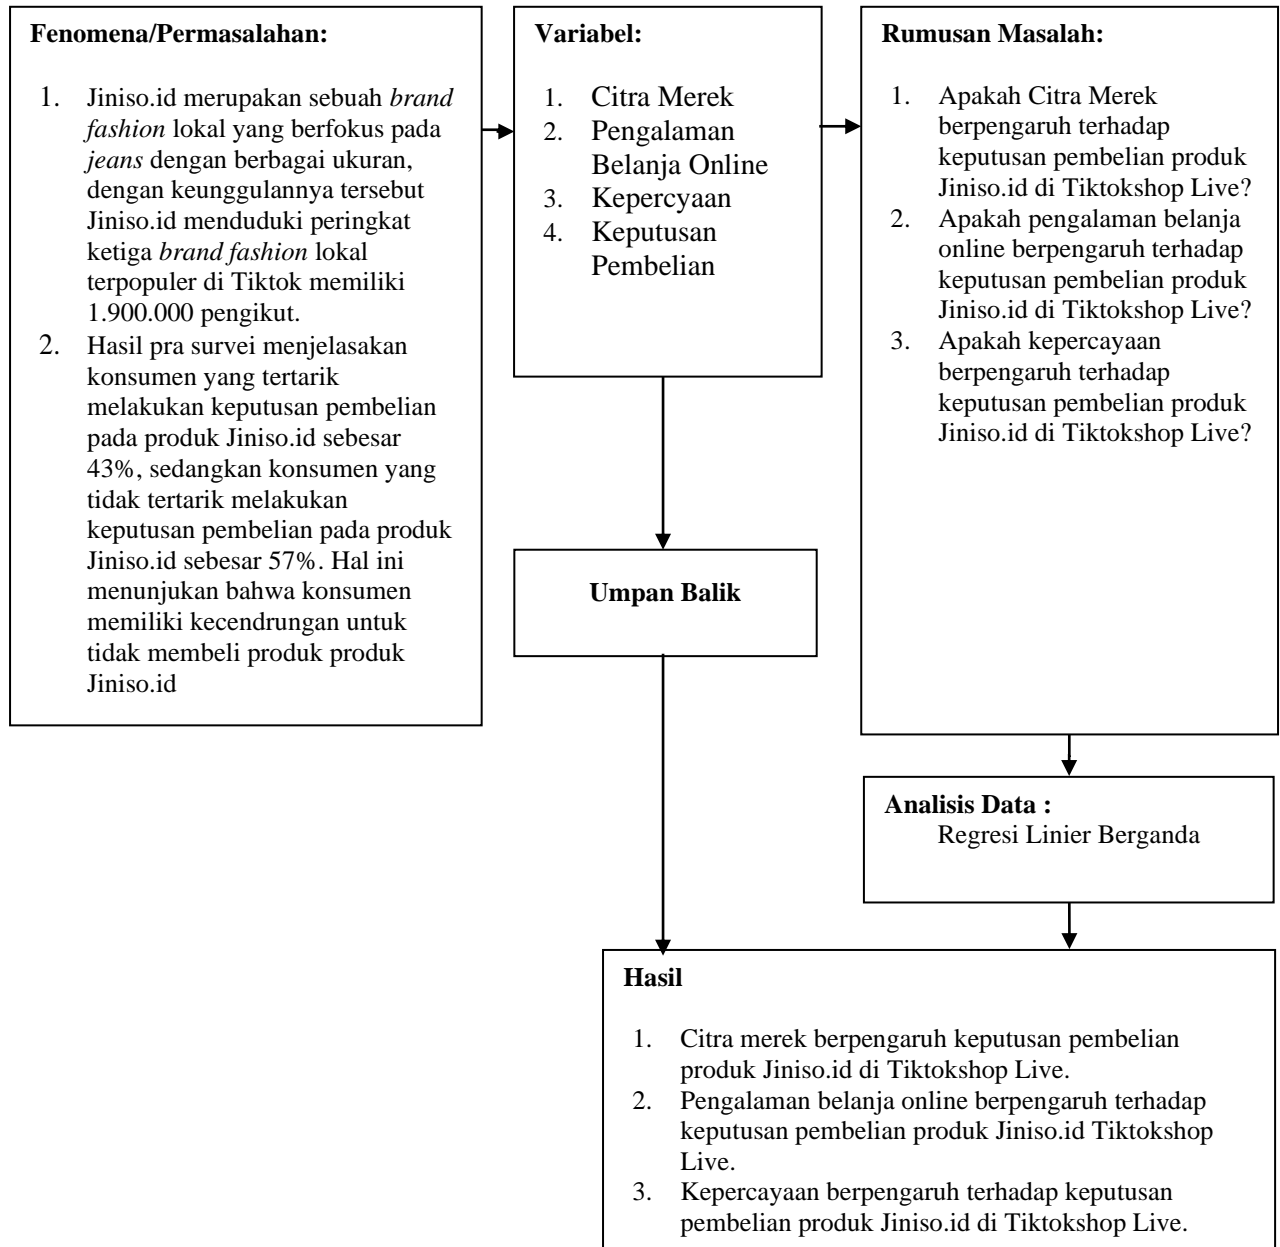 Fenomena/Permasalahan:
1. Jiniso.id merupakan sebuah brand
fashion lokal yang berfokus pada
jeans dengan berbagai ukuran,
dengan keunggulannya tersebut
Jiniso.id menduduki peringkat
ketiga brand fashion lokal
terpopuler di Tiktok memiliki
1.900.000 pengikut.
2. Hasil pra survei menjelasakan
konsumen yang tertarik
melakukan keputusan pembelian
pada produk Jiniso.id sebesar
43%, sedangkan konsumen yang
tidak tertarik melakukan
keputusan pembelian pada produk
Jiniso.id sebesar 57%. Hal ini
menunjukan bahwa konsumen
memiliki kecendrungan untuk
tidak membeli produk produk
Jiniso.id
Variabel:
1. Citra Merek
2. Pengalaman
Belanja Online
3. Kepercyaan
4. Keputusan
Pembelian
Rumusan Masalah:
1. Apakah Citra Merek
berpengaruh terhadap
keputusan pembelian produk
Jiniso.id di Tiktokshop Live?
2. Apakah pengalaman belanja
online berpengaruh terhadap
keputusan pembelian produk
Jiniso.id di Tiktokshop Live?
3. Apakah kepercayaan
berpengaruh terhadap
keputusan pembelian produk
Jiniso.id di Tiktokshop Live?
Umpan Balik
Analisis Data :
Regresi Linier Berganda
Hasil
1. Citra merek berpengaruh keputusan pembelian
produk Jiniso.id di Tiktokshop Live.
2. Pengalaman belanja online berpengaruh terhadap
keputusan pembelian produk Jiniso.id Tiktokshop
Live.
3. Kepercayaan berpengaruh terhadap keputusan
pembelian produk Jiniso.id di Tiktokshop Live.